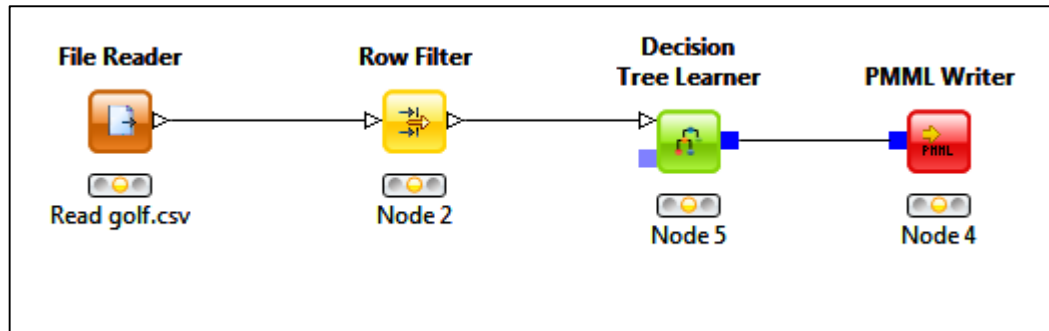 File Reader
Row Filter
Decision
Tree Learner
PMML Writer
PMML
Read golf.csv
Node 2
Node 5
Node 4